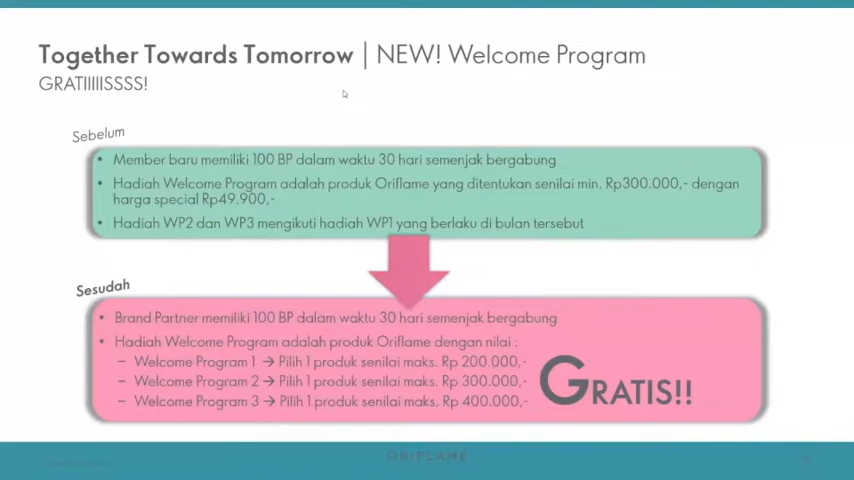 Together Towards Tomorrow | NEW! Welcome Program
GRATIIIIISSSS!
Sebelum
• Member baru memiliki 100 BP dalam waktu 30 hari semenjak bergabung
• Hadiah Welcome Program adalah produk Oriflame yang ditentukan senilai min. Rp300.000,- dengan
harga special Rp49.900,-
• Hadiah WP2 dan WP3 mengikuti hadiah WP1 yang berlaku di bulan tersebut
Sesudah
• Brand Partner memiliki 100 BP dalam waktu 30 hari semenjak bergabung
• Hadiah Welcome Program adalah produk Oriflame dengan nilai :
– Welcome Program 1 → Pilih 1 produk senilai maks. Rp 200.000,-
– Welcome Program 2 → Pilih 1 produk senilai maks. Rp 300.000,-
– Welcome Program 3 → Pilih 1 produk senilai maks. Rp 400.000,-
GRATIS!!
ORIFLAME